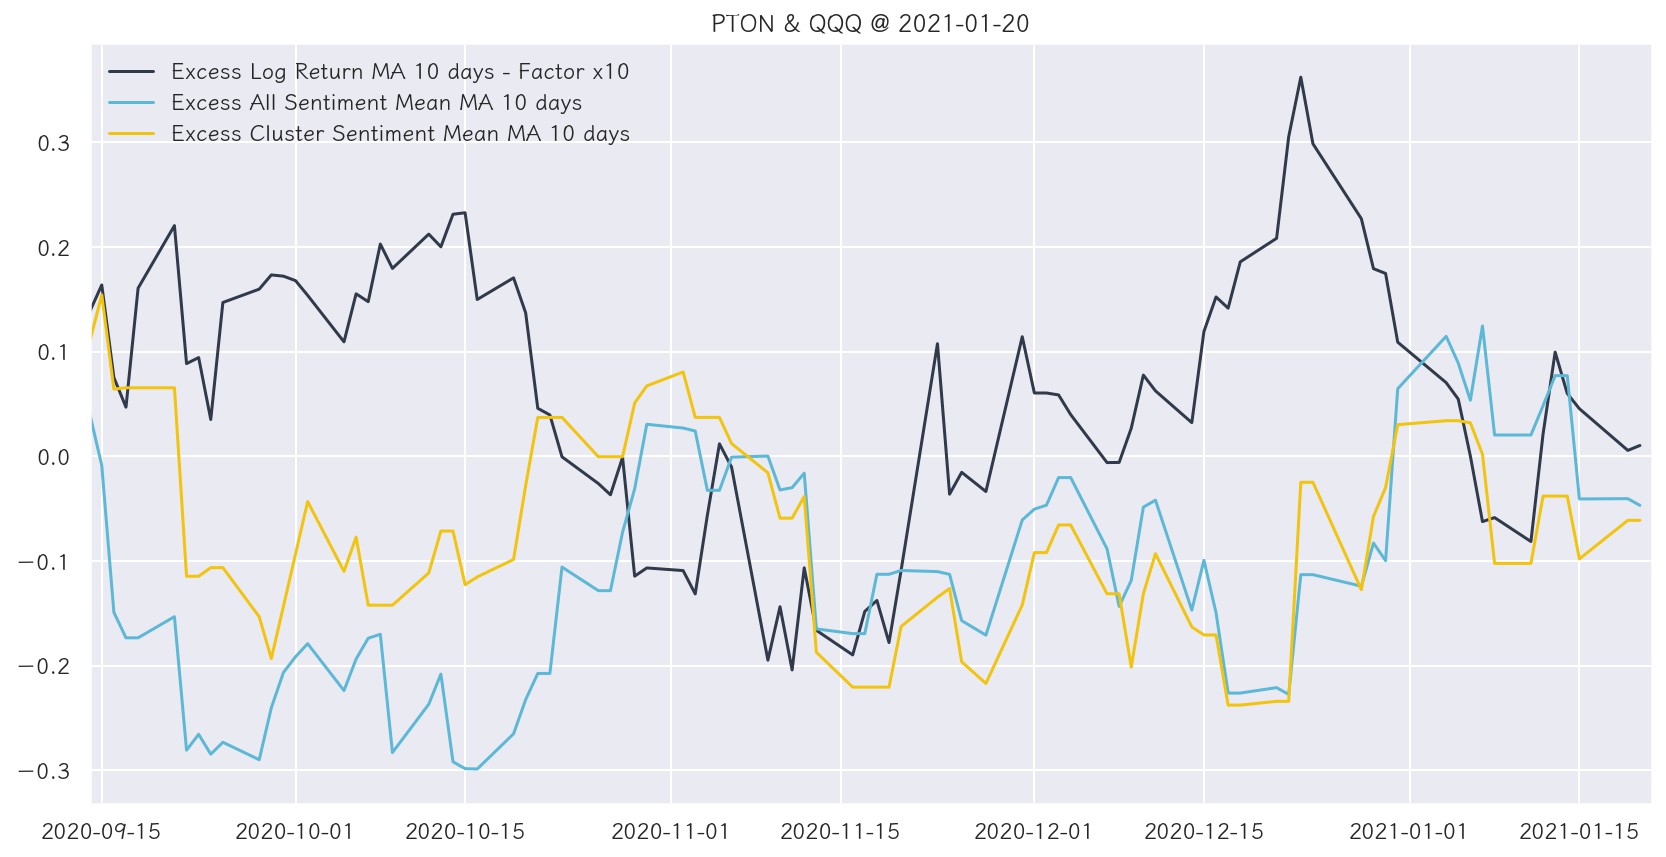 PTON & QQQ @ 2021-01-20
Excess Log Return MA 10 days - Factor x10
Excess All Sentiment Mean MA 10 days
Excess Cluster Sentiment Mean MA 10 days
0.3
0.2
0.1
0.0
−0.1
−0.2
−0.3
2020-09-15 2020-10-01 2020-10-15 2020-11-01 2020-11-15 2020-12-01 2020-12-15 2021-01-01 2021-01-15